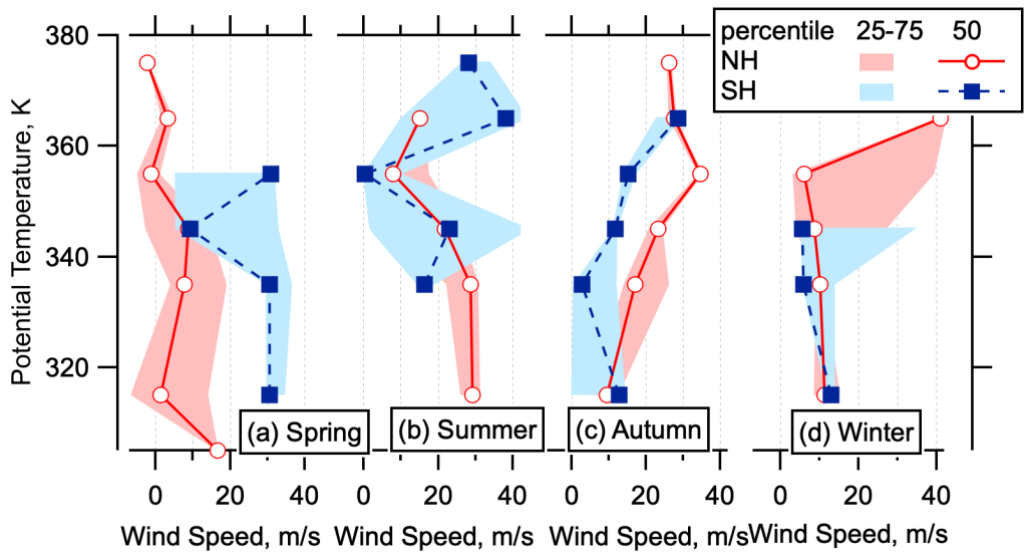 percentile 25-75 50
NH
SH
380
360
340
320
Potential Temperature, K
(a) Spring
(b) Summer
(c) Autumn
(d) Winter
0 20 40
0 20 40
0 20 40
0 20 40
Wind Speed, m/s
Wind Speed, m/s
Wind Speed, m/s
Wind Speed, m/s